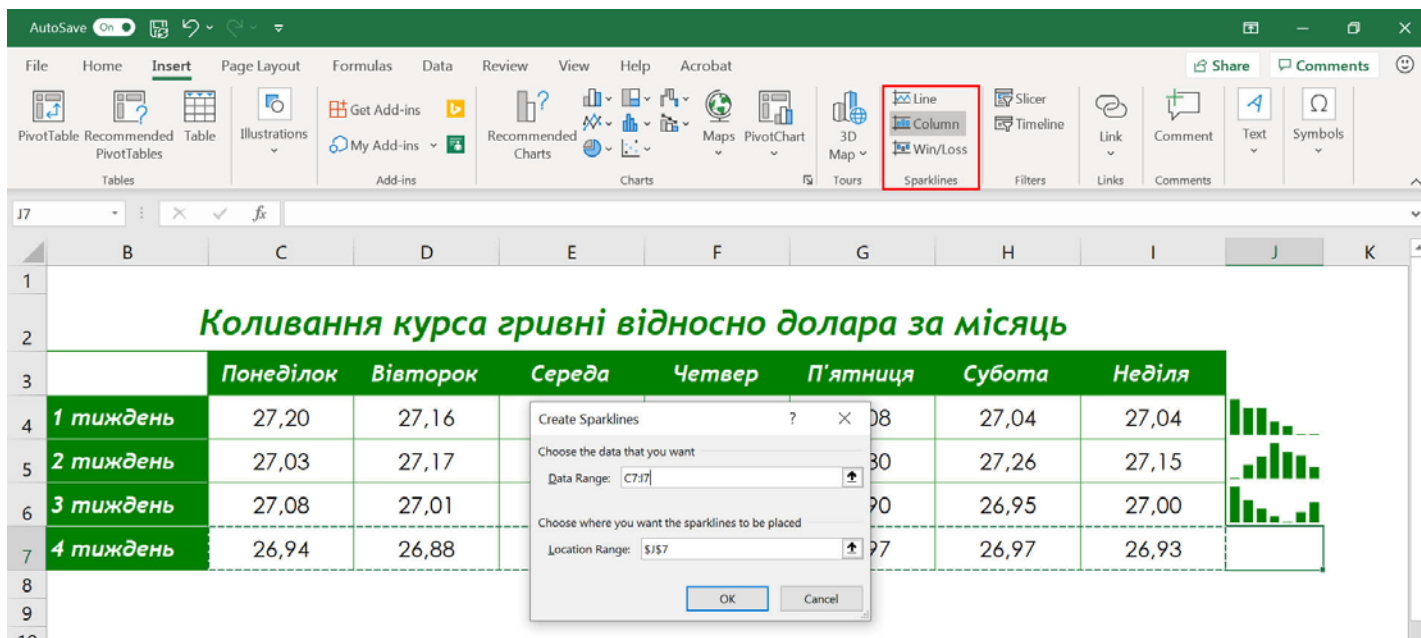 AutoSave On
File Home Insert Page Layout Formulas Data Review View Help Acrobat Share Comments
PivotTable Recommended PivotTables Table Illustrations Get Add-ins My Add-ins Recommended Charts Maps PivotChart 3D Map Line Column Win/Loss Slicer Timeline Link Comment Text Symbols
Tables Add-ins Charts Tours Sparklines Filters Links Comments
J7 fx
B C D E F G H I J K
1
2 Коливання курса гривні відносно долара за місяць
3 Понеділок Вівторок Середа Четвер П'ятниця Субота Неділя
4 1 тиждень 27,20 27,16 08 27,04 27,04
5 2 тиждень 27,03 27,17 30 27,26 27,15
6 3 тиждень 27,08 27,01 90 26,95 27,00
7 4 тиждень 26,94 26,88 97 26,97 26,93
8
9
Create Sparklines ?
Choose the data that you want
Data Range: C7:I7
Choose where you want the sparklines to be placed
Location Range: $J$7
OK Cancel